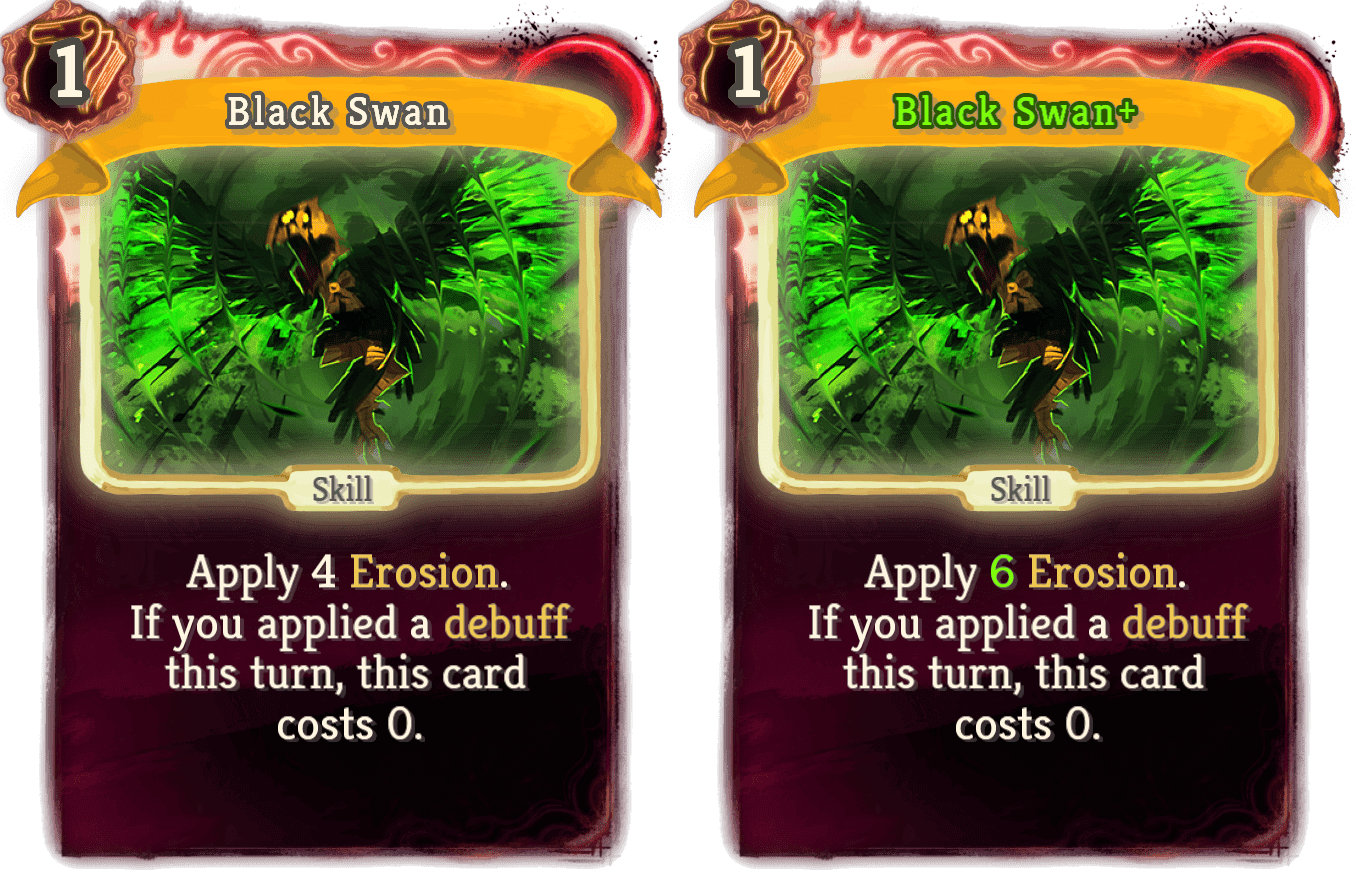 1
Black Swan
Skill
Apply 4 Erosion.
If you applied a debuff
this turn, this card
costs 0.
1
Black Swan+
Skill
Apply 6 Erosion.
If you applied a debuff
this turn, this card
costs 0.